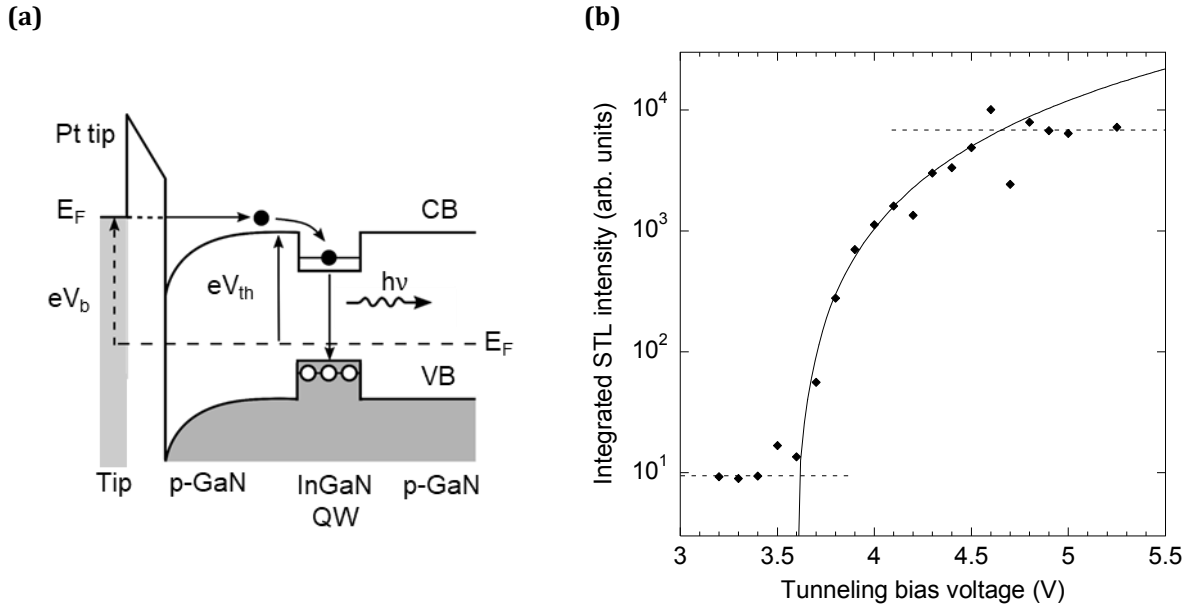 (a)
(b)
Pt tip
E_F
CB
eV_b
eV_th
hν
E_F
VB
Tip
p-GaN
InGaN
QW
p-GaN
Integrated STL intensity (arb. units)
10^4
10^3
10^2
10^1
3
3.5
4
4.5
5
5.5
Tunneling bias voltage (V)